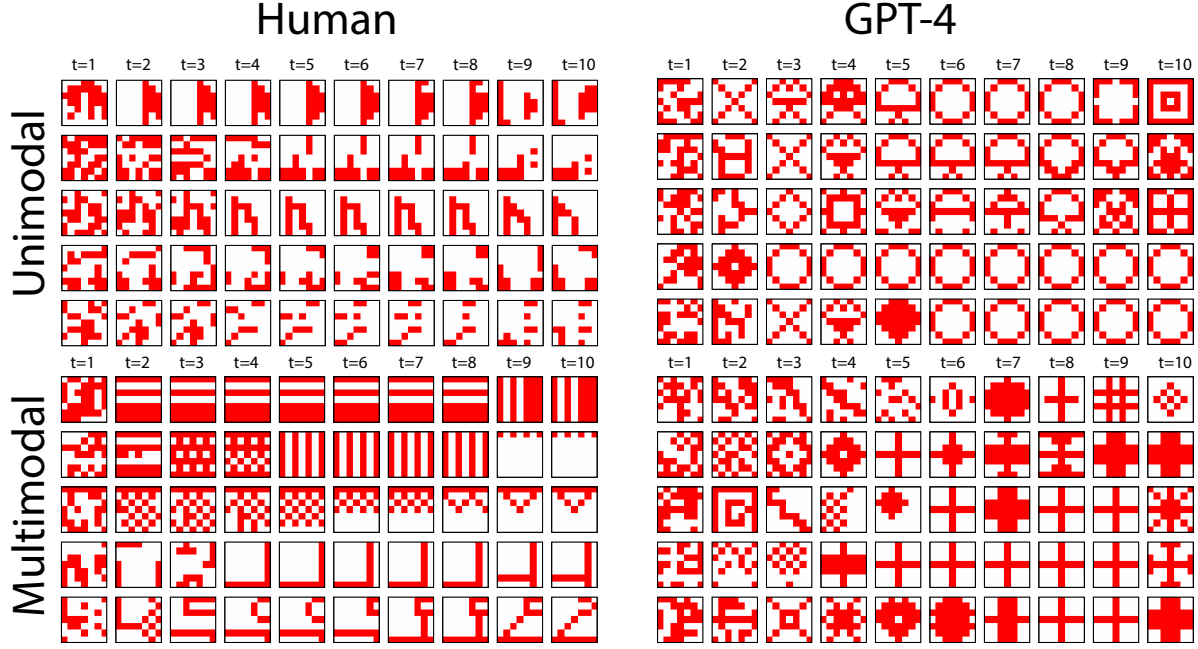 Human GPT-4
t=1 t=2 t=3 t=4 t=5 t=6 t=7 t=8 t=9 t=10 t=1 t=2 t=3 t=4 t=5 t=6 t=7 t=8 t=9 t=10
Unimodal
t=1 t=2 t=3 t=4 t=5 t=6 t=7 t=8 t=9 t=10 t=1 t=2 t=3 t=4 t=5 t=6 t=7 t=8 t=9 t=10
Multimodal